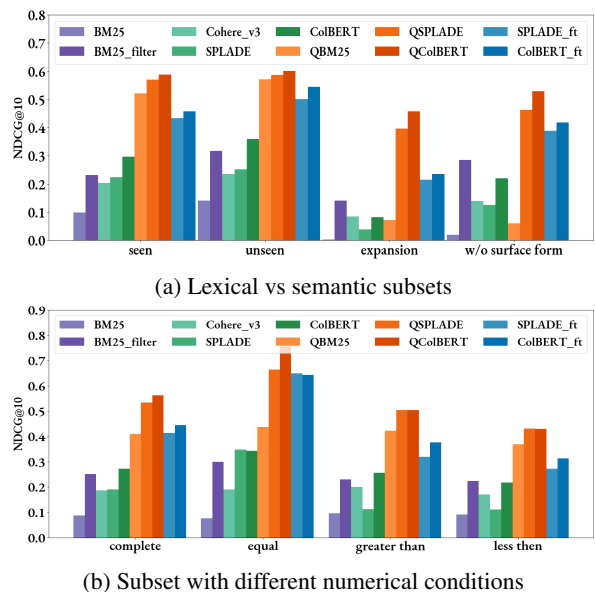 0.8
0.7
0.6
0.5
0.4
0.3
0.2
0.1
0.0
NDCG@10
BM25 Cohere_v3 ColBERT QSPLADE SPLADE_ft
BM25_filter SPLADE QBM25 QColBERT ColBERT_ft
seen unseen expansion w/o surface form
(a) Lexical vs semantic subsets
0.9
0.8
0.7
0.6
0.5
0.4
0.3
0.2
0.1
0.0
NDCG@10
BM25 Cohere_v3 ColBERT QSPLADE SPLADE_ft
BM25_filter SPLADE QBM25 QColBERT ColBERT_ft
complete equal greater than less then
(b) Subset with different numerical conditions